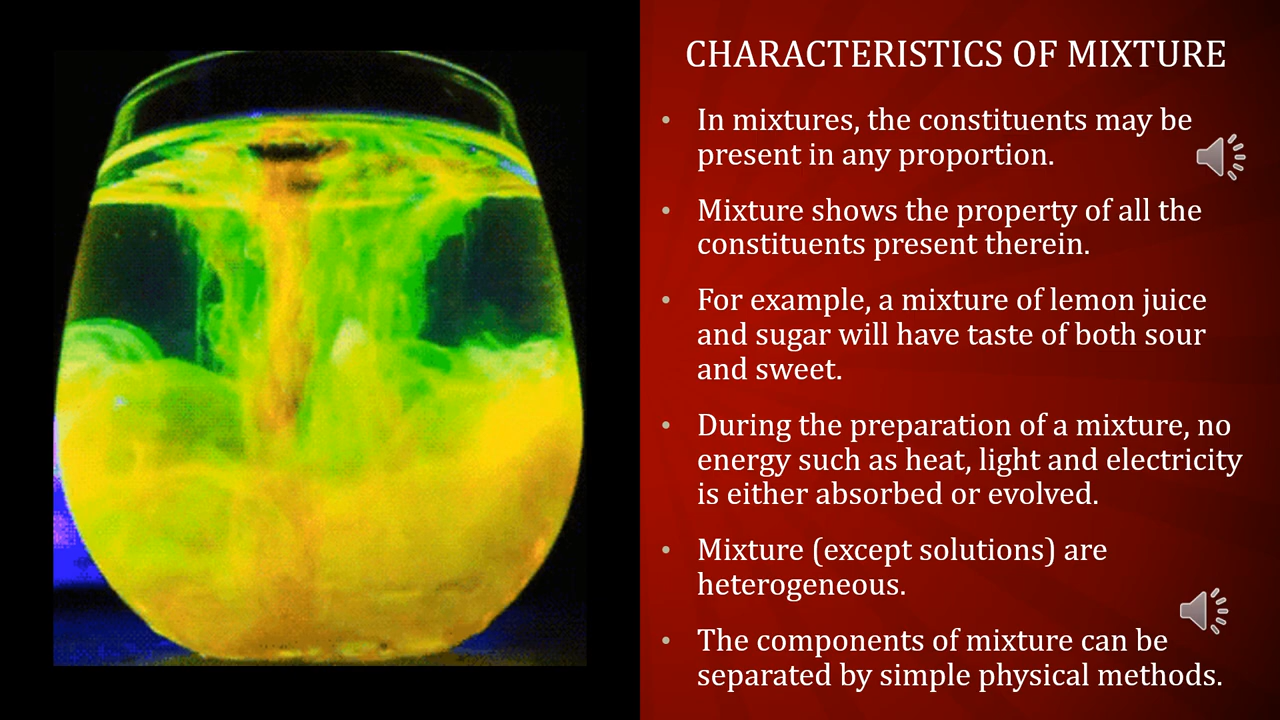 CHARACTERISTICS OF MIXTURE
• In mixtures, the constituents may be
present in any proportion.
• Mixture shows the property of all the
constituents present therein.
• For example, a mixture of lemon juice
and sugar will have taste of both sour
and sweet.
• During the preparation of a mixture, no
energy such as heat, light and electricity
is either absorbed or evolved.
• Mixture (except solutions) are
heterogeneous.
• The components of mixture can be
separated by simple physical methods.